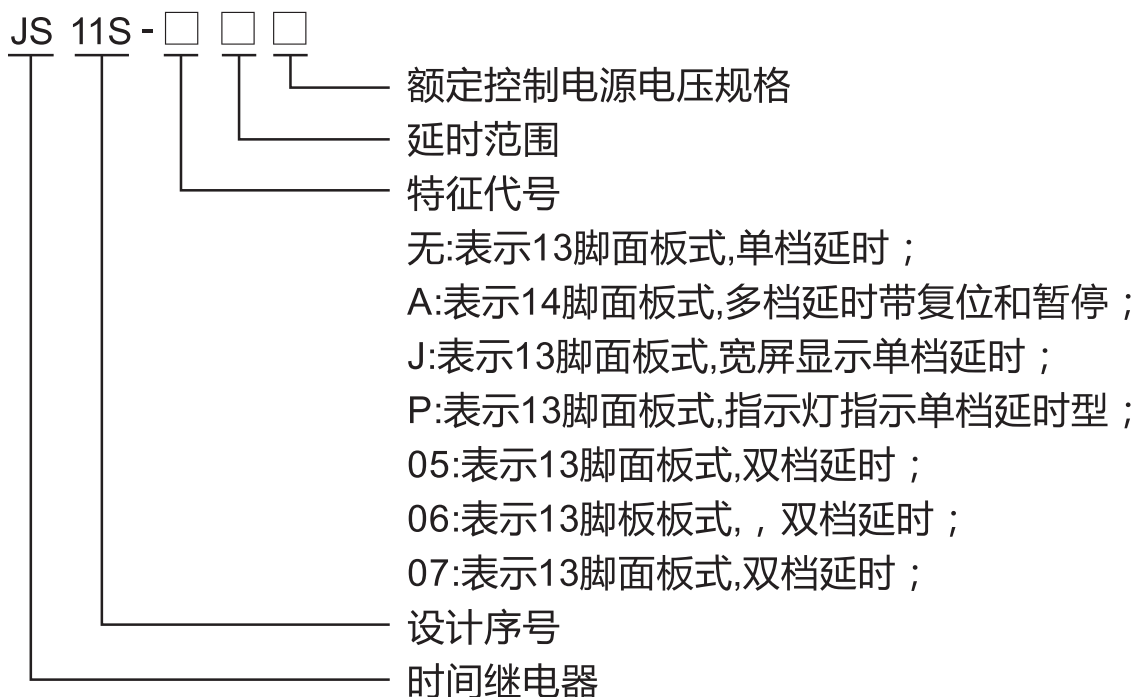 JS 11S-□ □ □
额定控制电源电压规格
延时范围
特征代号
无:表示13脚面板式,单档延时；
A:表示14脚面板式,多档延时带复位和暂停；
J:表示13脚面板式,宽屏显示单档延时；
P:表示13脚面板式,指示灯指示单档延时型；
05:表示13脚面板式,双档延时；
06:表示13脚板板式,，双档延时；
07:表示13脚面板式,双档延时；
设计序号
时间继电器